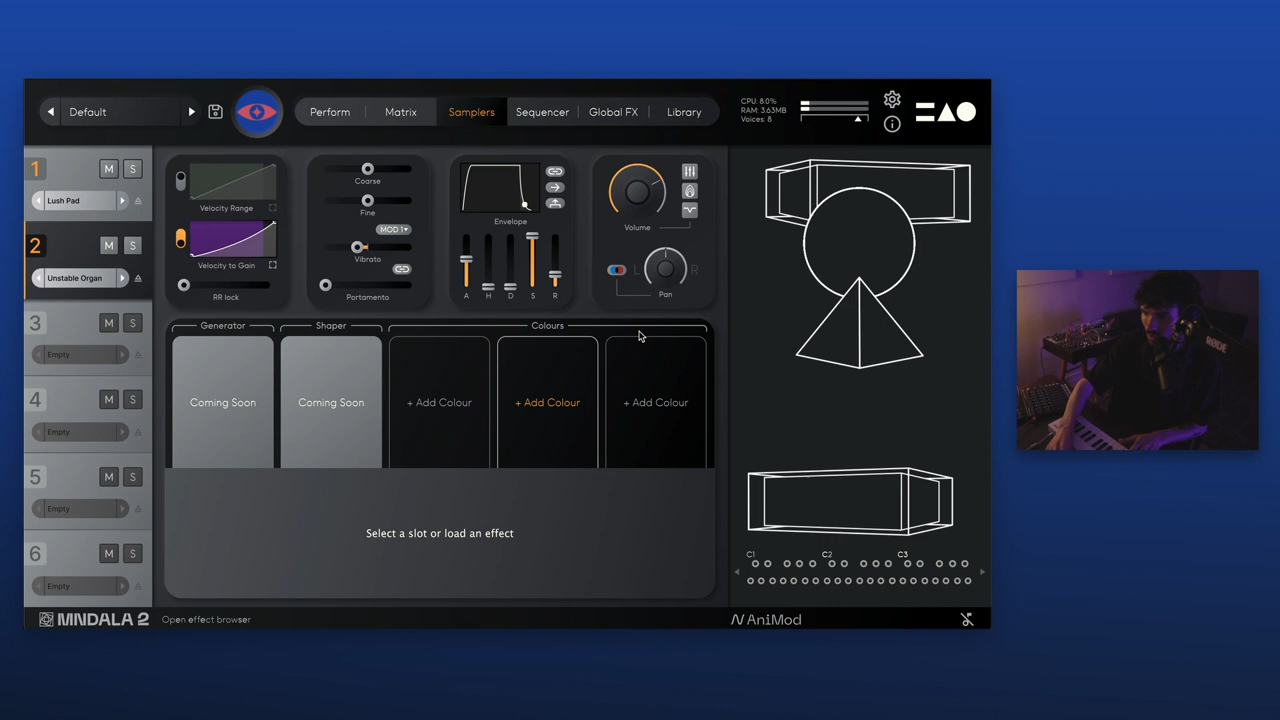 Default
Perform
Matrix
Samplers
Sequencer
Global FX
Library
CPU: 8.0%
RAM: 3.63MB
Voices: 8
1
M
S
Lush Pad
2
M
S
Unstable Organ
3
M
S
Empty
4
M
S
Empty
5
M
S
Empty
6
M
S
Empty
Velocity Range
Velocity to Gain
RR lock
Coarse
Fine
MOD 1
Vibrato
Portamento
Envelope
A H D S R
Volume
L R
Pan
Generator
Shaper
Colours
Coming Soon
Coming Soon
+ Add Colour
+ Add Colour
+ Add Colour
Select a slot or load an effect
C1 C2 C3
MNDALA 2
Open effect browser
AniMod
RØDE